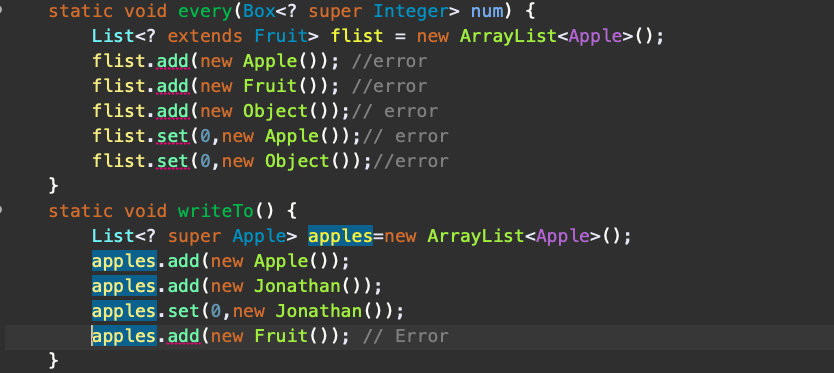 static void every(Box<? super Integer> num) {
List<? extends Fruit> flist = new ArrayList<Apple>();
flist.add(new Apple()); //error
flist.add(new Fruit()); //error
flist.add(new Object());// error
flist.set(0,new Apple());// error
flist.set(0,new Object());//error
}
static void writeTo() {
List<? super Apple> apples=new ArrayList<Apple>();
apples.add(new Apple());
apples.add(new Jonathan());
apples.set(0,new Jonathan());
apples.add(new Fruit()); // Error
}